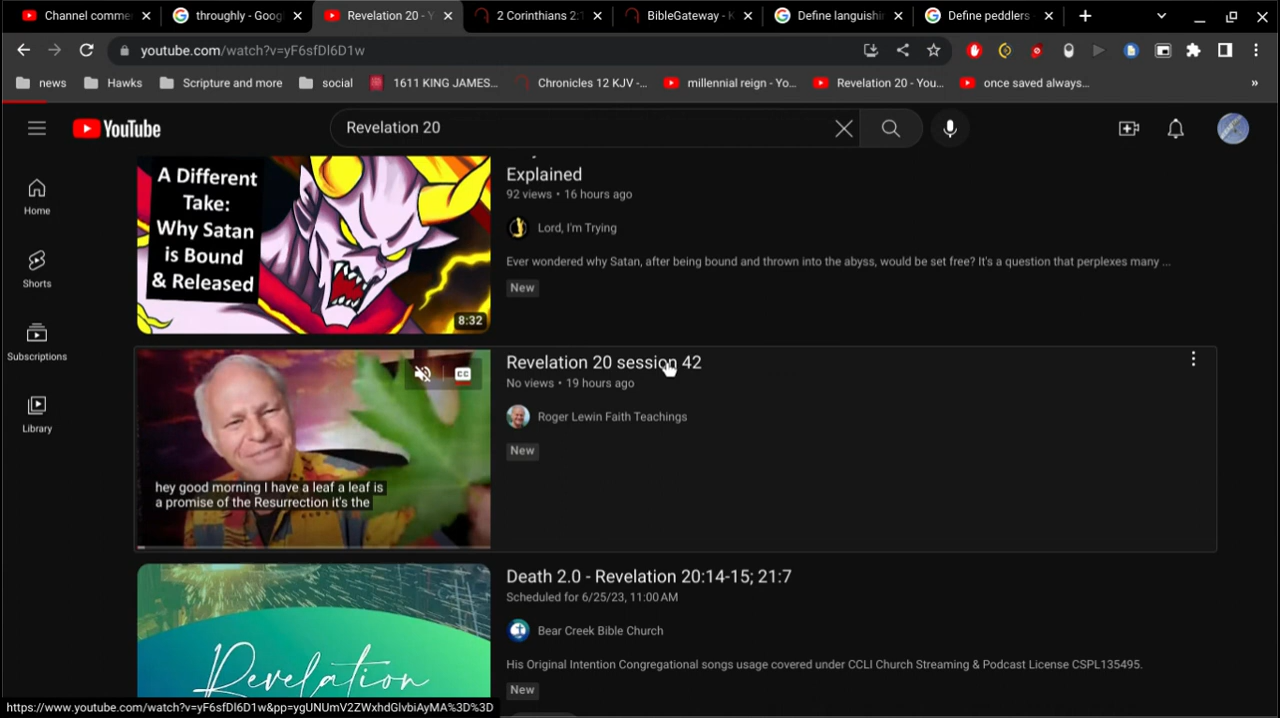 Channel comme
throughly - Goog
Revelation 20 - Y
2 Corinthians 2:1
BibleGateway - K
Define languishi
Define peddlers
youtube.com/watch?v=yF6sfDl6D1w
news
Hawks
Scripture and more
social
1611 KING JAMES...
Chronicles 12 KJV -...
millennial reign - Yo...
Revelation 20 - You...
once saved always...
»
YouTube
Revelation 20
Home
Shorts
Subscriptions
Library
A Different
Take:
Why Satan
is Bound
& Released
8:32
Explained
92 views • 16 hours ago
Lord, I'm Trying
Ever wondered why Satan, after being bound and thrown into the abyss, would be set free? It's a question that perplexes many ...
New
CC
hey good morning I have a leaf a leaf is
a promise of the Resurrection it's the
Revelation 20 session 42
No views • 19 hours ago
Roger Lewin Faith Teachings
New
Revelation
Death 2.0 - Revelation 20:14-15; 21:7
Scheduled for 6/25/23, 11:00 AM
Bear Creek Bible Church
His Original Intention Congregational songs usage covered under CCLI Church Streaming & Podcast License CSPL135495.
New
https://www.youtube.com/watch?v=yF6sfDl6D1w&pp=ygUNUmV2ZWxhdGlvbiAyMA%3D%3D